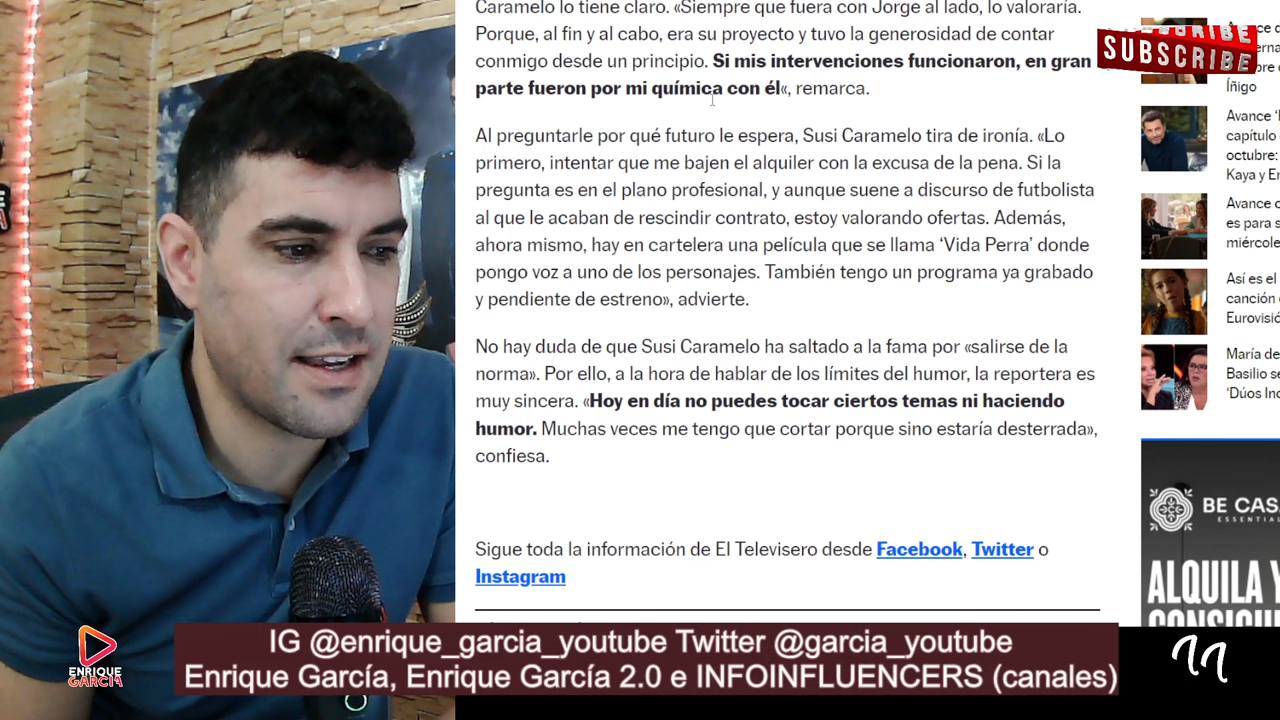 Caramelo lo tiene claro. «Siempre que fuera con Jorge al lado, lo valoraría.
Porque, al fin y al cabo, era su proyecto y tuvo la generosidad de contar
conmigo desde un principio. Si mis intervenciones funcionaron, en gran
parte fueron por mi química con él«, remarca.
Al preguntarle por qué futuro le espera, Susi Caramelo tira de ironía. «Lo
primero, intentar que me bajen el alquiler con la excusa de la pena. Si la
pregunta es en el plano profesional, y aunque suene a discurso de futbolista
al que le acaban de rescindir contrato, estoy valorando ofertas. Además,
ahora mismo, hay en cartelera una película que se llama ‘Vida Perra’ donde
pongo voz a uno de los personajes. También tengo un programa ya grabado
y pendiente de estreno», advierte.
No hay duda de que Susi Caramelo ha saltado a la fama por «salirse de la
norma». Por ello, a la hora de hablar de los límites del humor, la reportera es
muy sincera. «Hoy en día no puedes tocar ciertos temas ni haciendo
humor. Muchas veces me tengo que cortar porque sino estaría desterrada»,
confiesa.
Sigue toda la información de El Televisero desde Facebook, Twitter o
Instagram
SUBSCRIBE
Íñigo
Avance
capítulo
octubre:
Kaya y
Avance
es para s
miércole
Así es el
canción
Eurovisió
María de
Basilio se
‘Dúos
BE
ALQUILA Y
IG @enrique_garcia_youtube Twitter @garcia_youtube
Enrique García, Enrique García 2.0 e INFOINFLUENCERS (canales)
ENRIQUE
GARCÍA